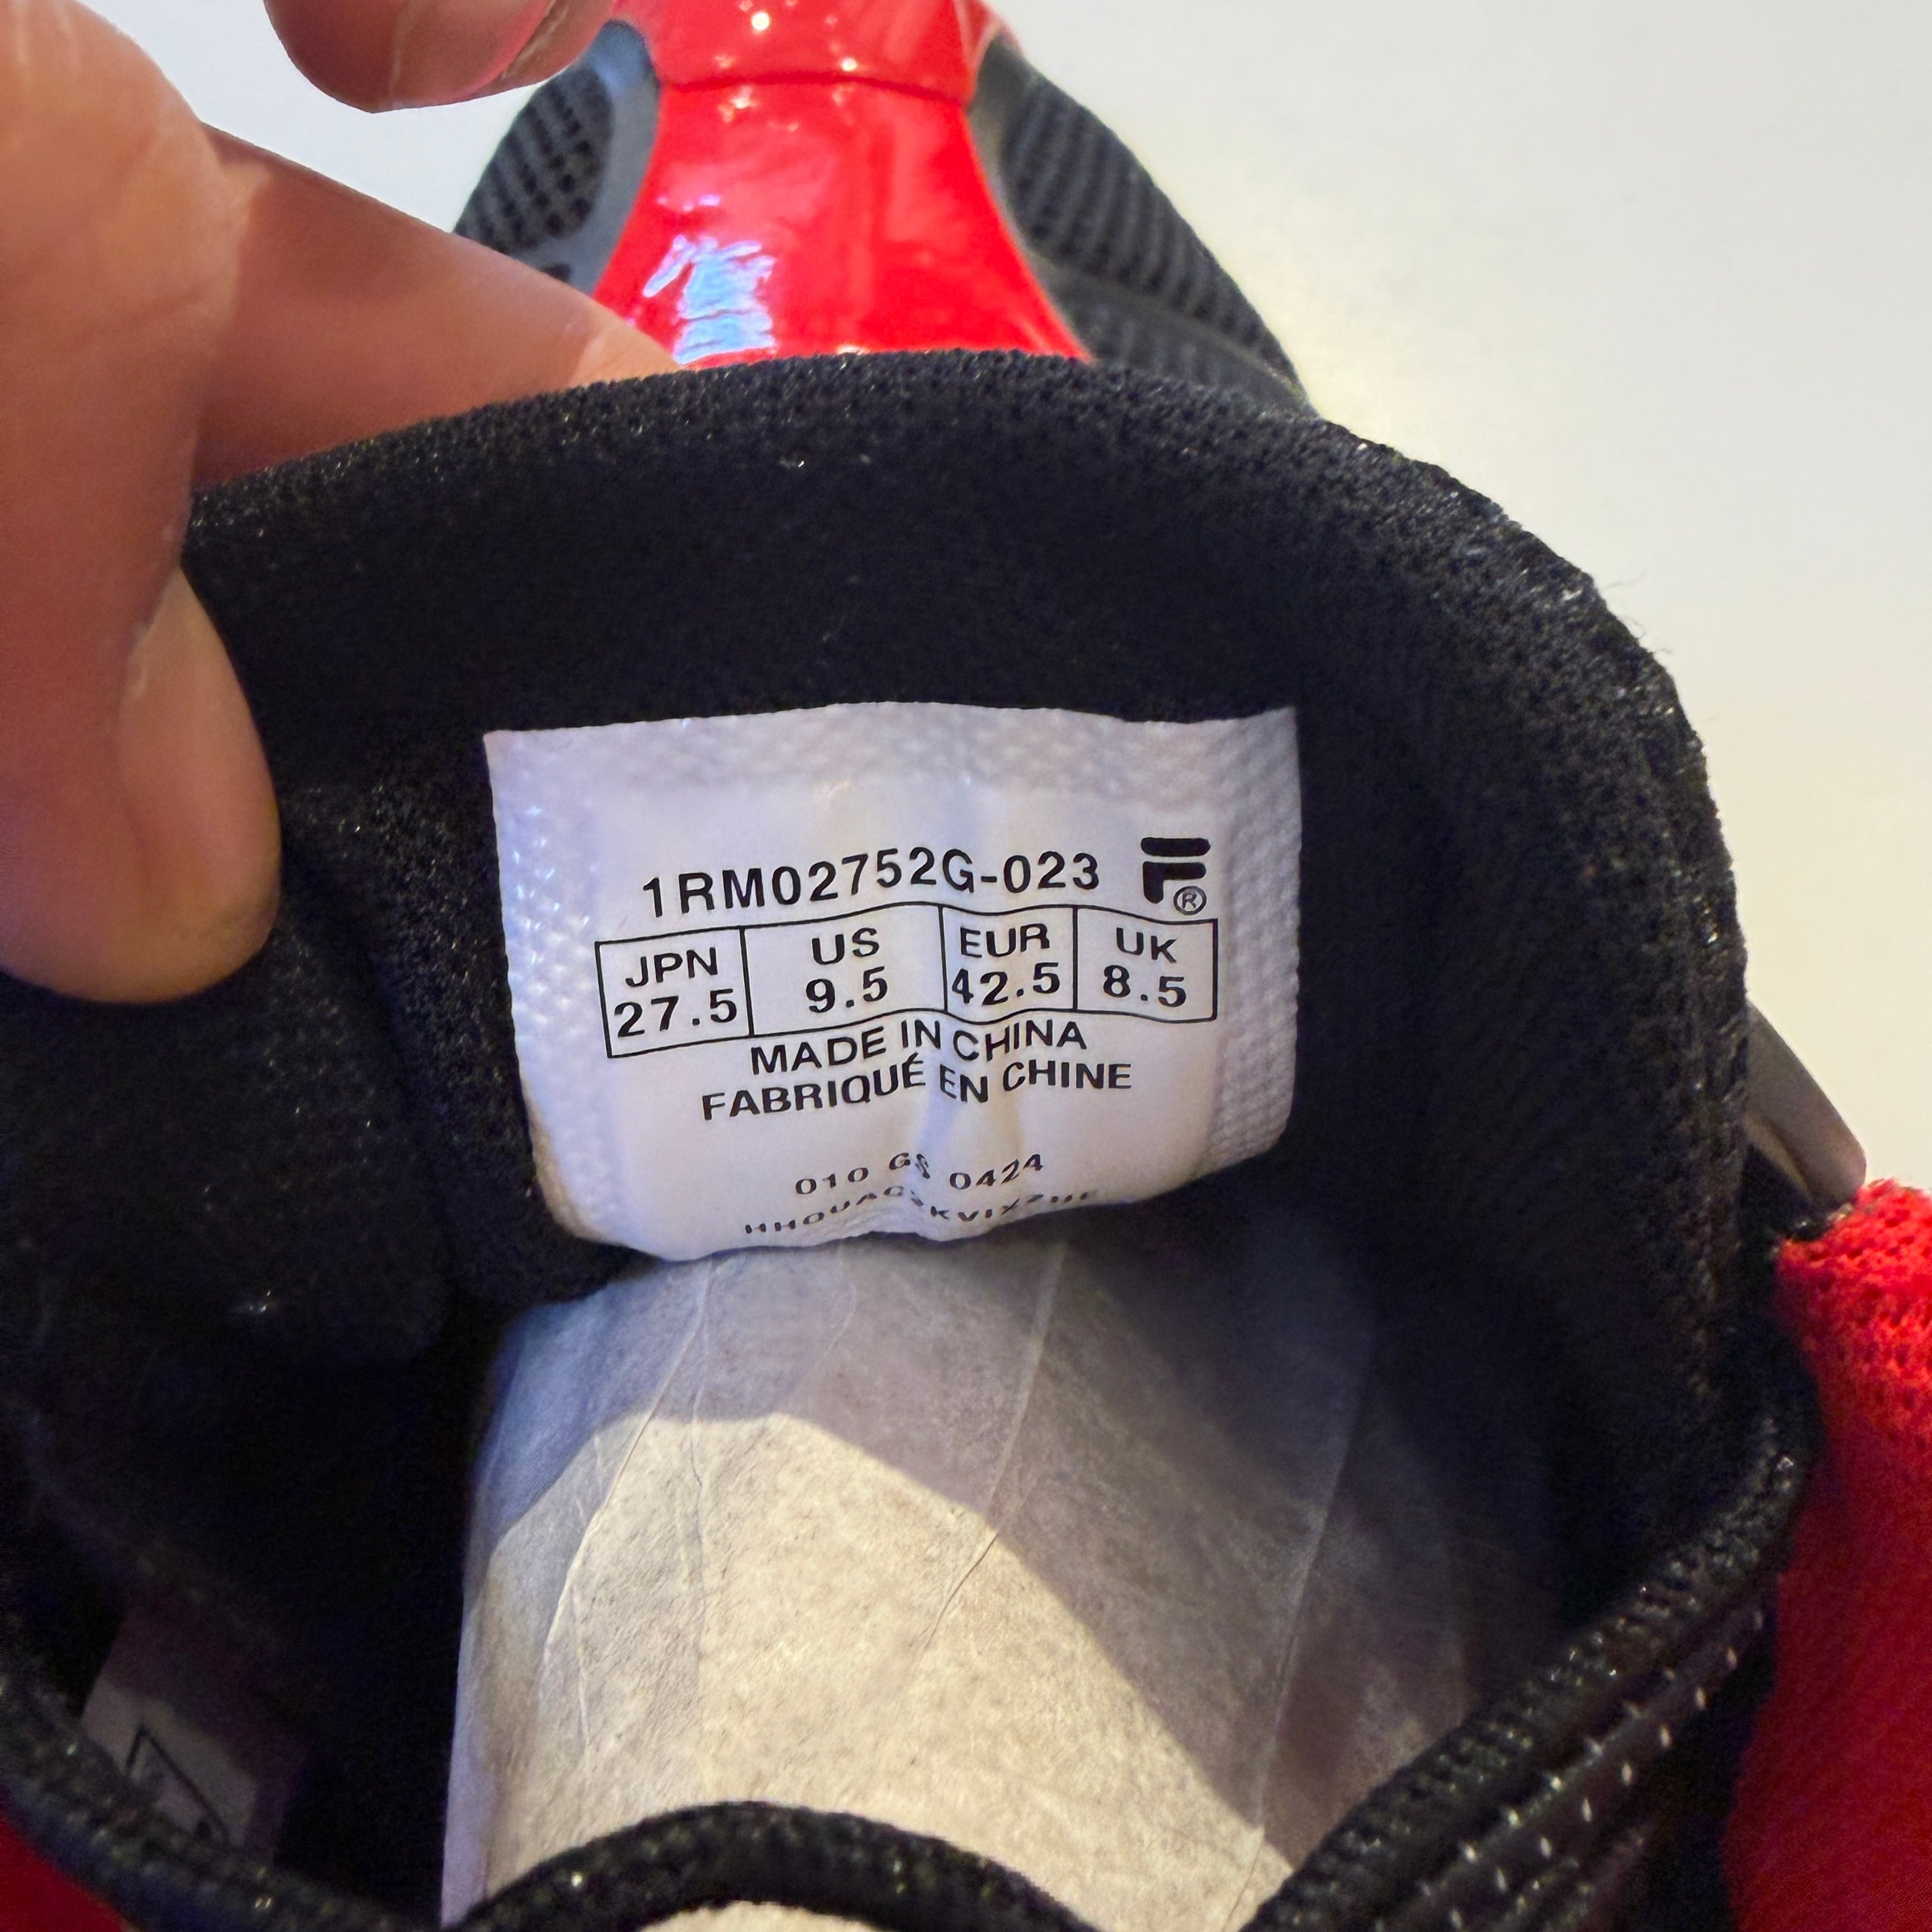 1RM02752G-023
JPN US EUR UK
27.5 9.5 42.5 8.5
MADE IN CHINA
FABRIQUÉ EN CHINE
010 GS 0424